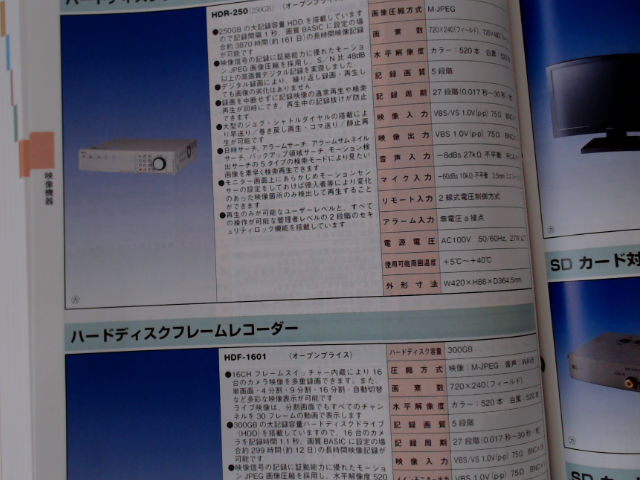 ハードディスク
HDR-250(250GB) (オープンプライス)
●250GBの大記録容量HDDを搭載しています
ので記録間隔1秒、画質BASICに設定の場
合約3870時間(約161日)の長時間映像記録
が可能です
●映像信号の記録に証拠能力に優れたモーショ
ンJPEG画像圧縮を採用し、S／N比48dB
以上の高画質デジタル記録を実現しました
●デジタル録画により、繰り返し録画・再生し
ても画像の劣化はありません
●録画を中断せずに記録映像の通常再生や検索
再生が同時にでき、再生中の記録抜けが防止
できます
●大型のジョグ・シャトルダイヤルの搭載によ
り早送り／巻き戻し再生・コマ送り／静止再
生が可能です
●日時サーチ、アラームサーチ、アラームサムネイル
サーチ、バックアップ領域サーチ、モーション検
出サーチの5タイプの検索モードにより見たい
画像を素早く検索再生できます
●モニター画面上にあらかじめモーションセン
サーの設定をしておけば侵入者等により変化
のあった映像箇所のみ検出して再生すること
ができます
●再生のみが可能なユーザーレベルと、すべて
の操作が可能な管理者レベルの2段階のセキ
ュリティロック機能を搭載しています
画像圧縮方式 M-JPEG
画素数 720×240(フィールド)、720×
水平解像度 カラー：520本 白黒：
記録画質 5段階
記録周期 27段階(0.017秒〜30秒/
映像入力 VBS/VS 1.0V(p-p) 75Ω BNC
映像出力 VBS 1.0V(p-p) 75Ω BNC
音声入力 −8dBs 27kΩ 不平衡 RCA
マイク入力 −60dBs 10kΩ 不平衡 3.5mm
リモート入力 2線式電圧制御方式
アラーム入力 無電圧a接点
電源電圧 AC100V 50/60Hz, 27W
使用可能周囲温度 +5℃〜+40℃
外形寸法 W420×H86×D364.5mm
映像機器
SDカード対
ハードディスクフレームレコーダー
HDF-1601 (オープンプライス)
●16CHフレームスイッチャー内蔵により16
台のカメラ映像を多重録画できます。また、
単画面・4分割・9分割・16分割・自動切替
など多彩な映像表示が可能です
ライブ映像は、分割画面でもすべてのチャン
ネルを30フレームの動画で表示します
●300GBの大記録容量ハードディスクドライブ
(HDD)を搭載していますので、16台のカメ
ラを記録時間1.1秒、画質BASICに設定の場
合約299時間(約12日)の長時間映像記録が
可能です
●映像信号の記録に証拠能力に優れたモーショ
ンJPEG画像圧縮を採用し、水平解像度520
ハードディスク容量 300GB
圧縮方式 映像：M-JPEG 音声：WAVE
画素数 720×240(フィールド)
水平解像度 カラー：520本 白黒：
記録画質 5段階
記録周期 27段階(0.017秒〜30秒/
映像入力 VBS/VS 1.0V(p-p) 75Ω BNC
VBS 1.0V(p-p) 75Ω BNC
SDカ